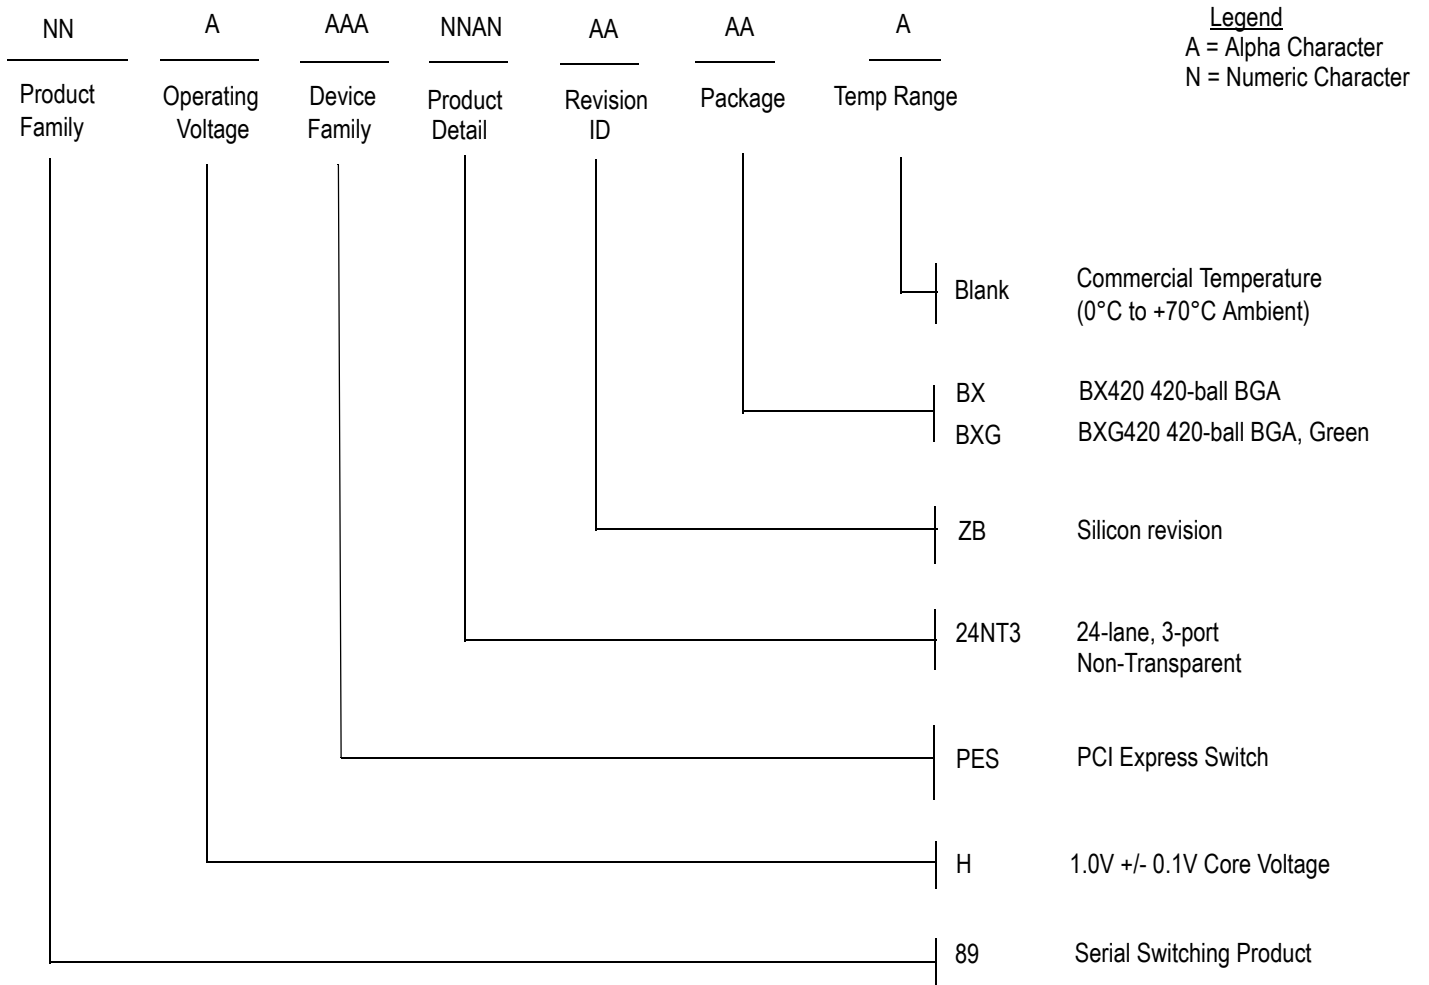 NN A AAA NNAN AA AA A
Product Family
Operating Voltage
Device Family
Product Detail
Revision ID
Package
Temp Range
Legend
A = Alpha Character
N = Numeric Character
Blank Commercial Temperature
(0°C to +70°C Ambient)
BX BX420 420-ball BGA
BXG BXG420 420-ball BGA, Green
ZB Silicon revision
24NT3 24-lane, 3-port
Non-Transparent
PES PCI Express Switch
H 1.0V +/- 0.1V Core Voltage
89 Serial Switching Product